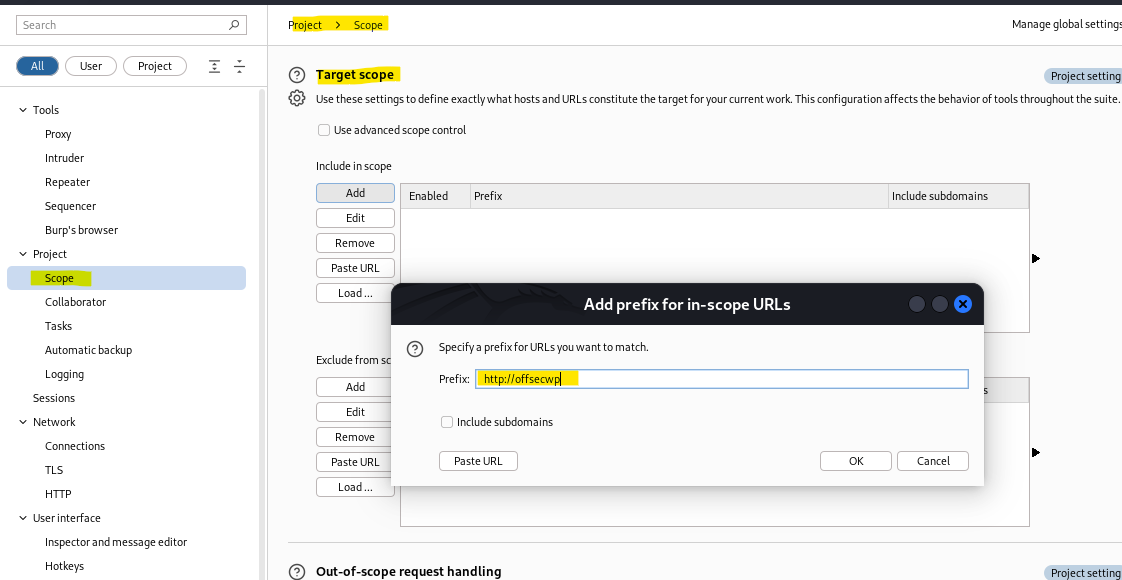 Search
All
User
Project
Tools
Proxy
Intruder
Repeater
Sequencer
Burp's browser
Project
Scope
Collaborator
Tasks
Automatic backup
Logging
Sessions
Network
Connections
TLS
HTTP
User interface
Inspector and message editor
Hotkeys
Project > Scope
Manage global settings
Target scope
Project setting
Use these settings to define exactly what hosts and URLs constitute the target for your current work. This configuration affects the behavior of tools throughout the suite.
Use advanced scope control
Include in scope
Add
Edit
Remove
Paste URL
Load ...
Enabled
Prefix
Include subdomains
Exclude from sc
Add
Edit
Remove
Paste URL
Load ...
s
Add prefix for in-scope URLs
Specify a prefix for URLs you want to match.
Prefix: http://offsecwp
Include subdomains
Paste URL
OK
Cancel
Out-of-scope request handling
Project setting